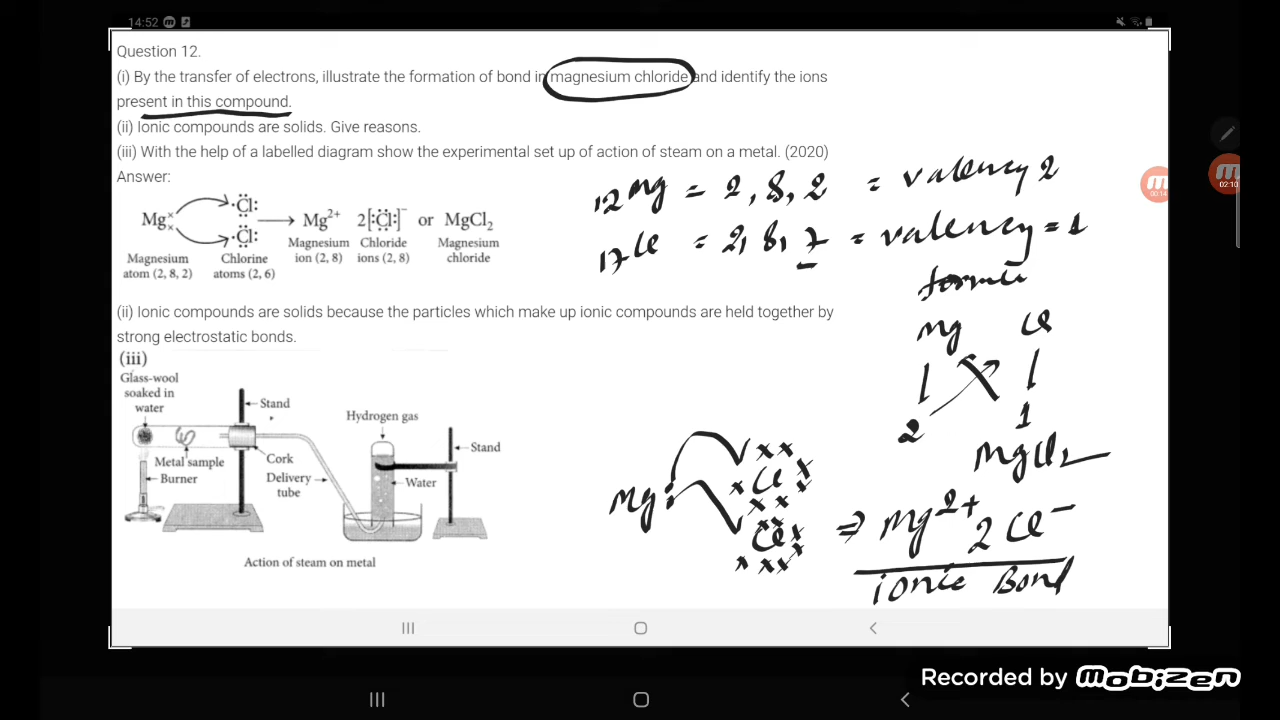 14:52
Question 12.
(i) By the transfer of electrons, illustrate the formation of bond in magnesium chloride and identify the ions
present in this compound.
(ii) Ionic compounds are solids. Give reasons.
(iii) With the help of a labelled diagram show the experimental set up of action of steam on a metal. (2020)
Answer:
12Mg = 2, 8, 2 = valency 2
17Cl = 2, 8, 7 = valency = 1
Mg ×× ·Cl: ·Cl: → Mg2+ 2[:Cl:]− or MgCl2
Magnesium atom (2, 8, 2)
Chlorine atoms (2, 6)
Magnesium ion (2, 8)
Chloride ions (2, 8)
Magnesium chloride
formula
Mg Cl
2 1
MgCl2
(ii) Ionic compounds are solids because the particles which make up ionic compounds are held together by
strong electrostatic bonds.
(iii)
Glass-wool
soaked in
water
Stand
Hydrogen gas
Stand
Metal sample
Cork
Burner
Delivery
tube
Water
Action of steam on metal
Mg: Cl Cl ⇒ Mg2+ 2Cl−
ionic Bond
00:14
02:10
Recorded by mobizen